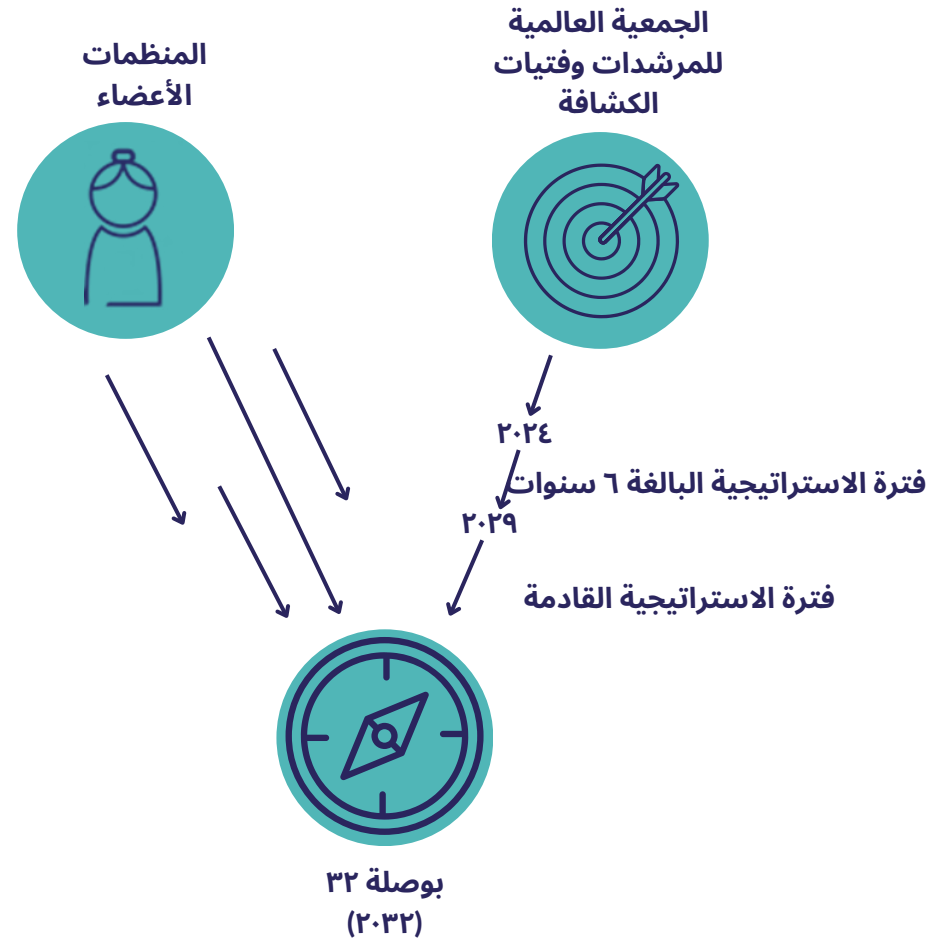 الجمعية العالمية
للمرشدات وفتيات
الكشافة
المنظمات
الأعضاء
٢٠٢٤
فترة الاستراتيجية البالغة ٦ سنوات
٢٠٢٩
فترة الاستراتيجية القادمة
بوصلة ٣٢
(٢٠٣٢)